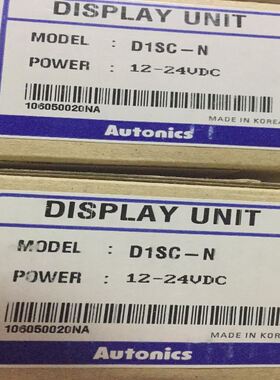 DISPLAY UNIT
MODEL : D1SC-N
POWER : 12-24VDC
106050020NA
MADE IN KOREA
Autonics
DISPLAY UNIT
MODEL : D1SC-N
POWER : 12-24VDC
106050020NA
MADE IN KOREA
Autonics